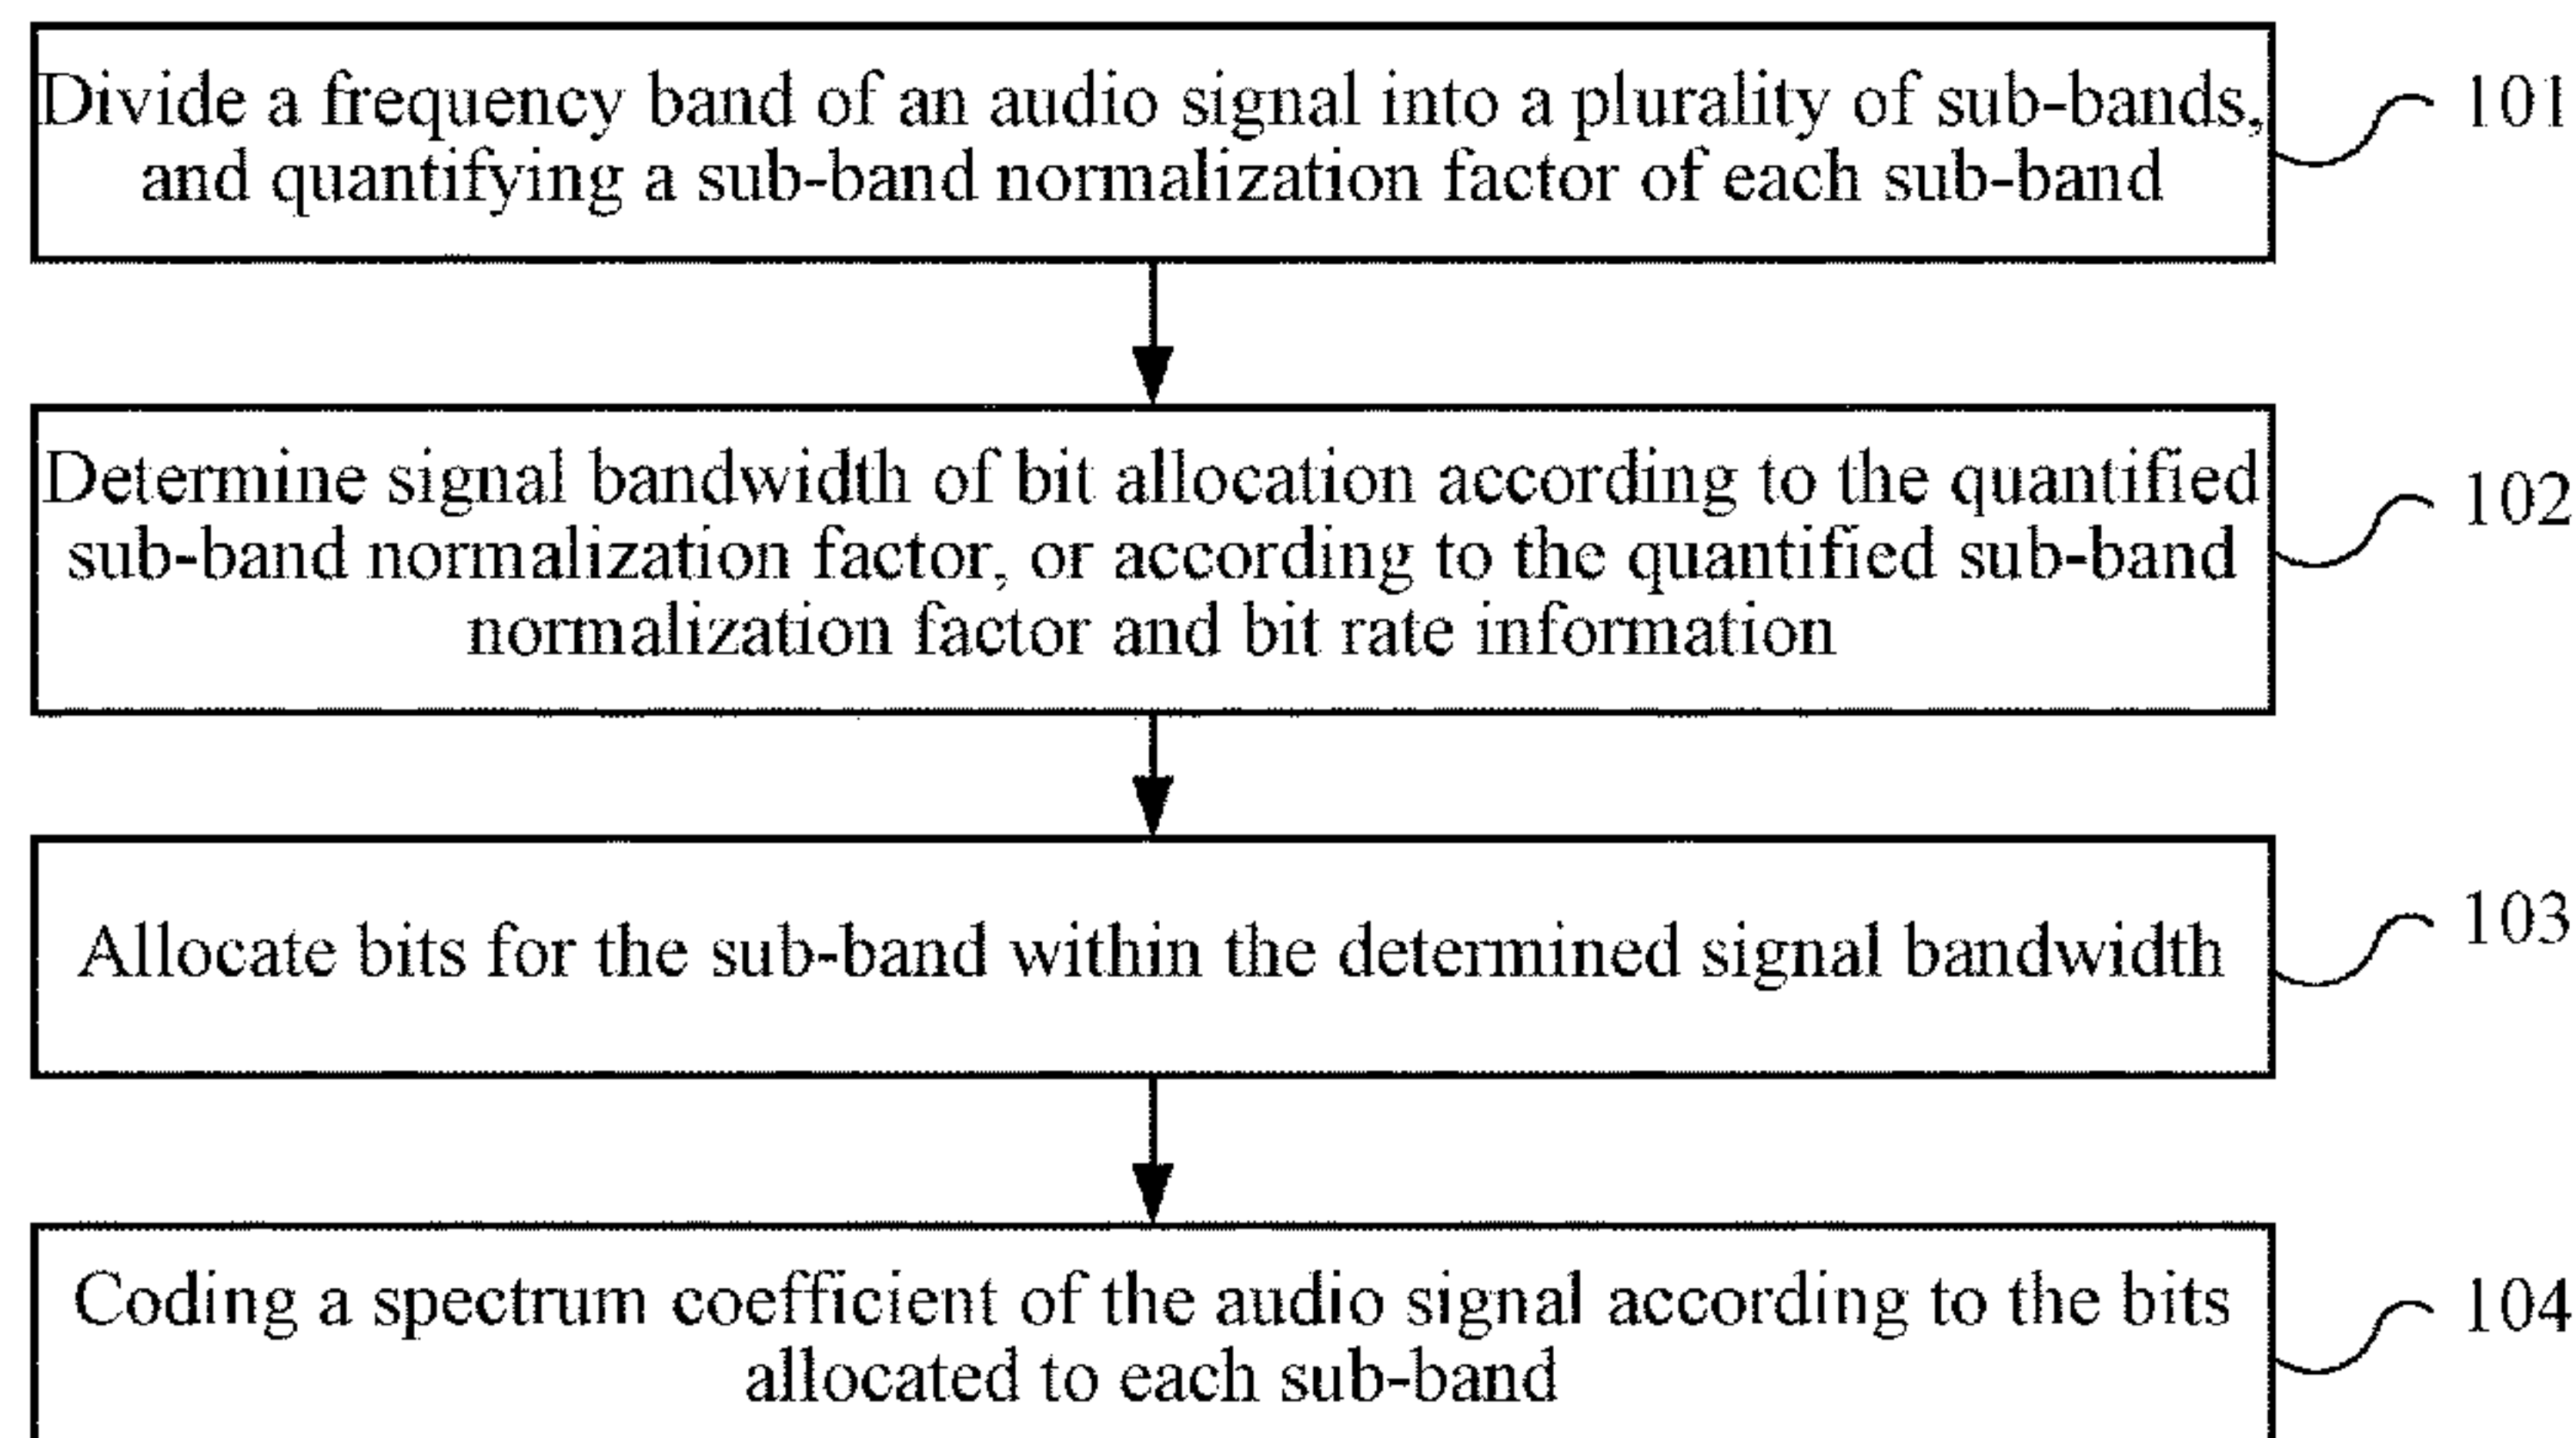 Divide a frequency band of an audio signal into a plurality of sub-bands,
and quantifying a sub-band normalization factor of each sub-band
101
Determine signal bandwidth of bit allocation according to the quantified
sub-band normalization factor, or according to the quantified sub-band
normalization factor and bit rate information
102
Allocate bits for the sub-band within the determined signal bandwidth
103
Coding a spectrum coefficient of the audio signal according to the bits
allocated to each sub-band
104